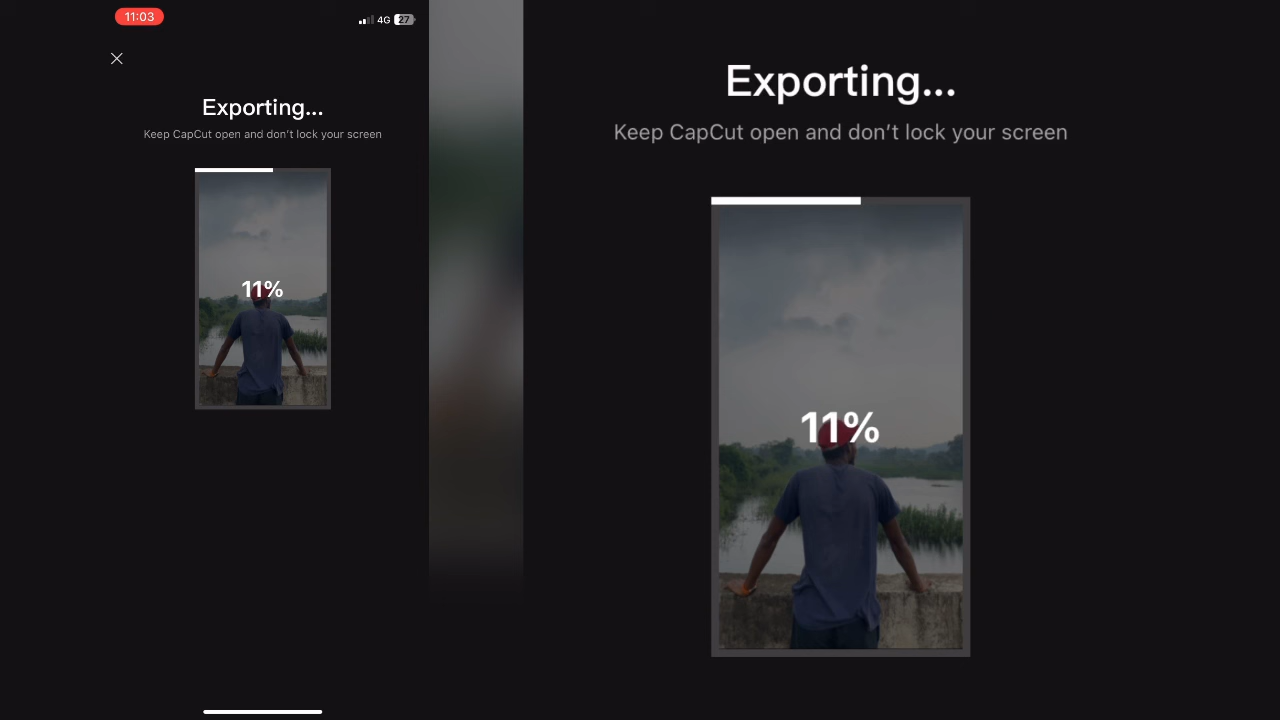 11:03
4G
27
Exporting...
Keep CapCut open and don't lock your screen
11%
Exporting...
Keep CapCut open and don't lock your screen
11%